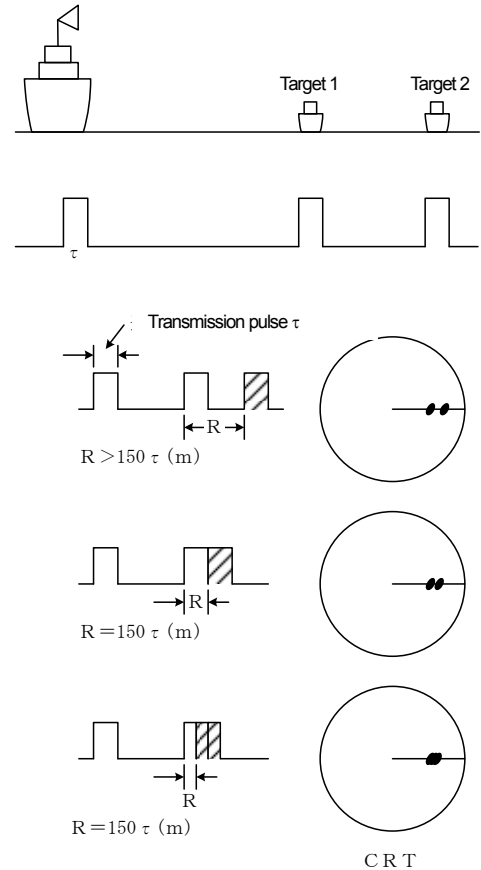 Target 1 Target 2
τ
Transmission pulse τ
R
R＞150 τ (m)
R
R＝150 τ (m)
R
R＝150 τ (m)
C R T